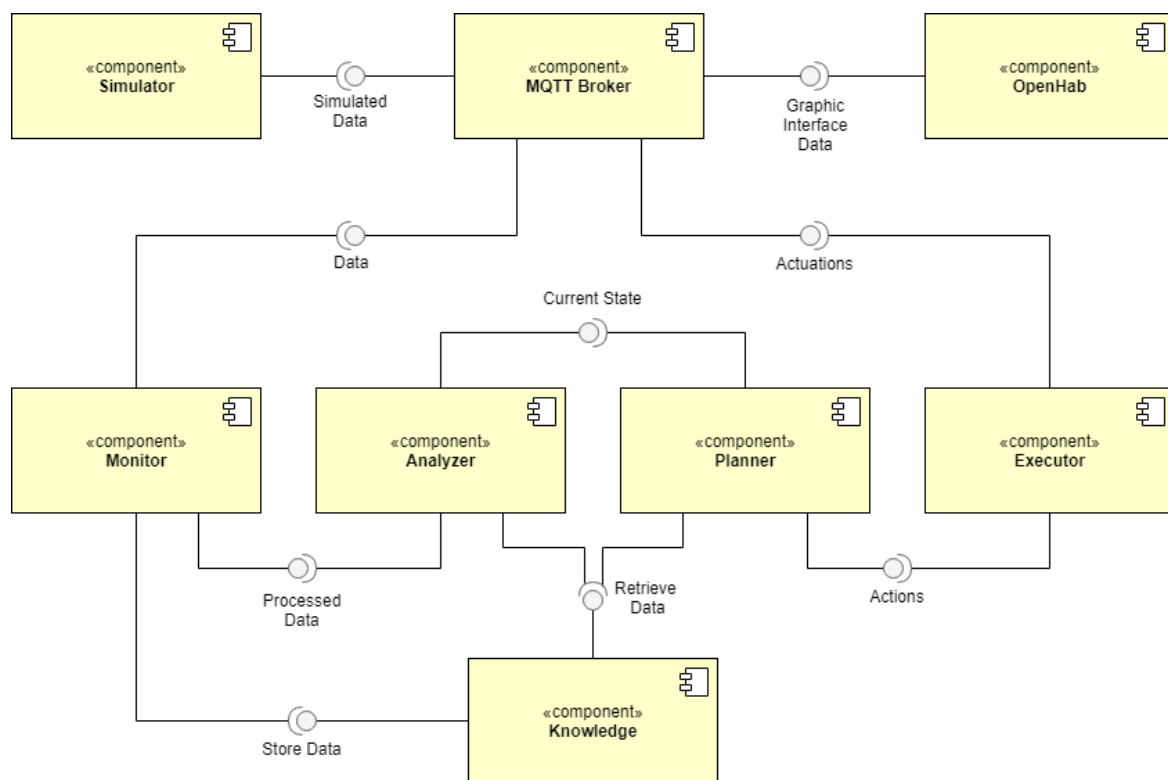 «component»
Simulator
Simulated
Data
«component»
MQTT Broker
Graphic
Interface
Data
«component»
OpenHab
Data
Actuations
Current State
«component»
Monitor
«component»
Analyzer
«component»
Planner
«component»
Executor
Processed
Data
Retrieve
Data
Actions
Store Data
«component»
Knowledge